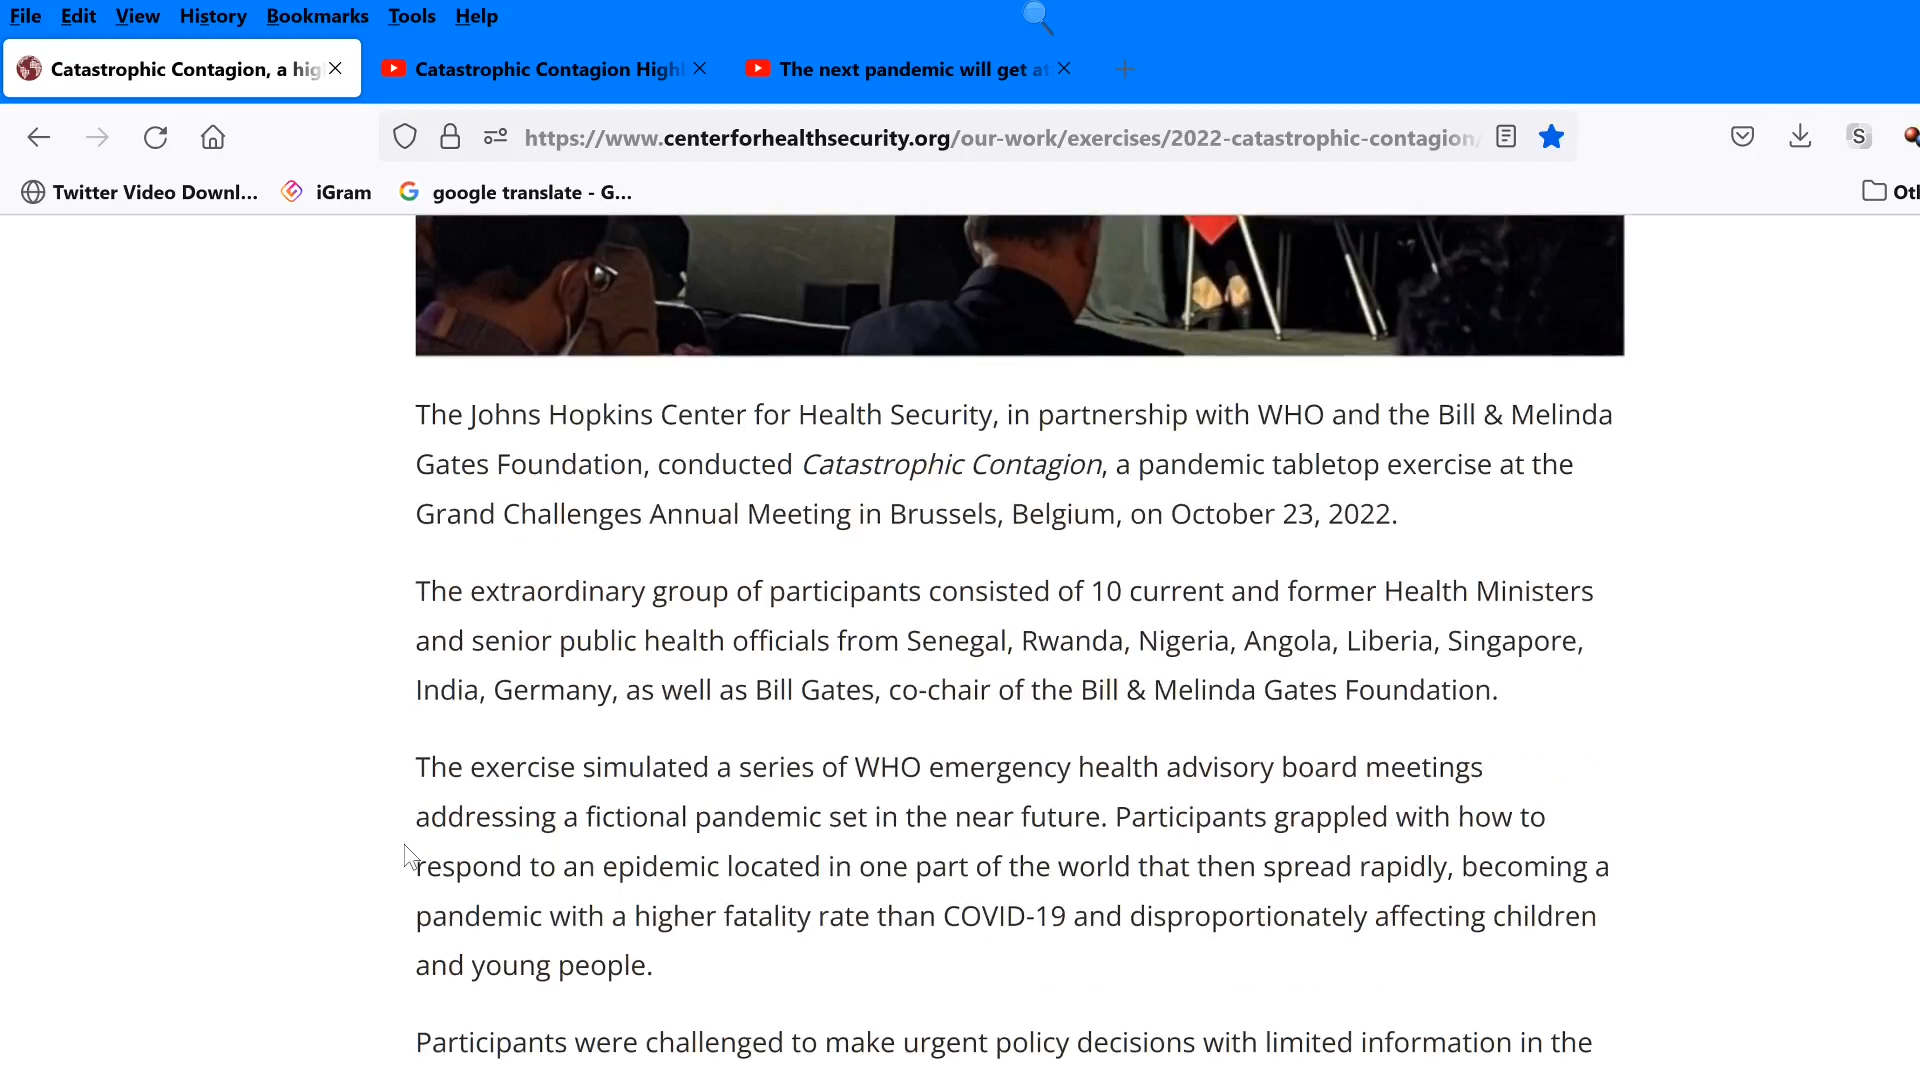 File Edit View History Bookmarks Tools Help
Catastrophic Contagion, a hig Catastrophic Contagion High The next pandemic will get at
https://www.centerforhealthsecurity.org/our-work/exercises/2022-catastrophic-contagion/ S
Twitter Video Downl... iGram google translate - G... Otl
The Johns Hopkins Center for Health Security, in partnership with WHO and the Bill & Melinda
Gates Foundation, conducted Catastrophic Contagion, a pandemic tabletop exercise at the
Grand Challenges Annual Meeting in Brussels, Belgium, on October 23, 2022.
The extraordinary group of participants consisted of 10 current and former Health Ministers
and senior public health officials from Senegal, Rwanda, Nigeria, Angola, Liberia, Singapore,
India, Germany, as well as Bill Gates, co-chair of the Bill & Melinda Gates Foundation.
The exercise simulated a series of WHO emergency health advisory board meetings
addressing a fictional pandemic set in the near future. Participants grappled with how to
respond to an epidemic located in one part of the world that then spread rapidly, becoming a
pandemic with a higher fatality rate than COVID-19 and disproportionately affecting children
and young people.
Participants were challenged to make urgent policy decisions with limited information in the